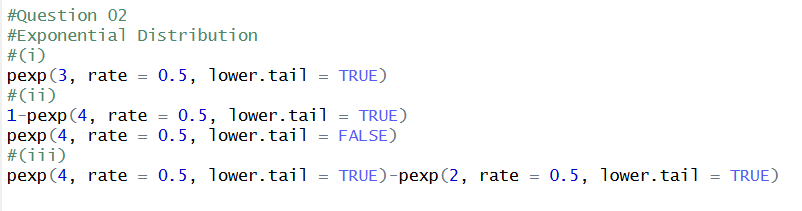 #Question 02
#Exponential Distribution
#(i)
pexp(3, rate = 0.5, lower.tail = TRUE)
#(ii)
1-pexp(4, rate = 0.5, lower.tail = TRUE)
pexp(4, rate = 0.5, lower.tail = FALSE)
#(iii)
pexp(4, rate = 0.5, lower.tail = TRUE)-pexp(2, rate = 0.5, lower.tail = TRUE)